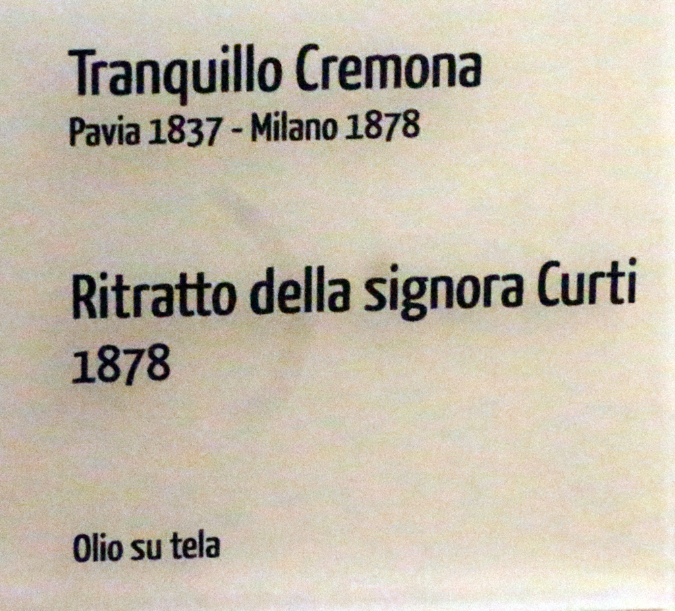 Tranquillo Cremona
Pavia 1837 - Milano 1878
Ritratto della signora Curti
1878
Olio su tela